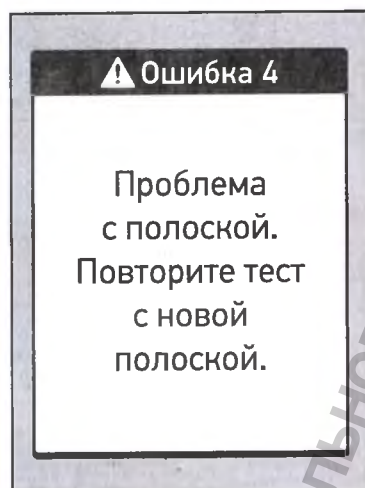 Ошибка 4
Проблема
с полоской.
Повторите тест
с новой
полоской.